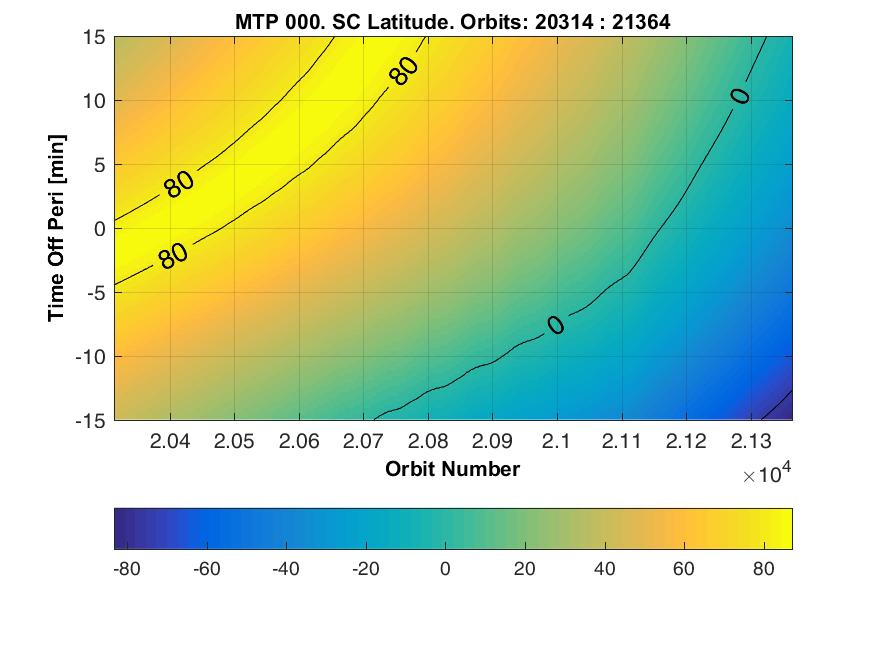 MTP 000. SC Latitude. Orbits: 20314 : 21364
15
10
5
0
-5
-10
-15
Time Off Peri [min]
80
80
80
0
0
2.04 2.05 2.06 2.07 2.08 2.09 2.1 2.11 2.12 2.13
Orbit Number
×10^4
-80 -60 -40 -20 0 20 40 60 80